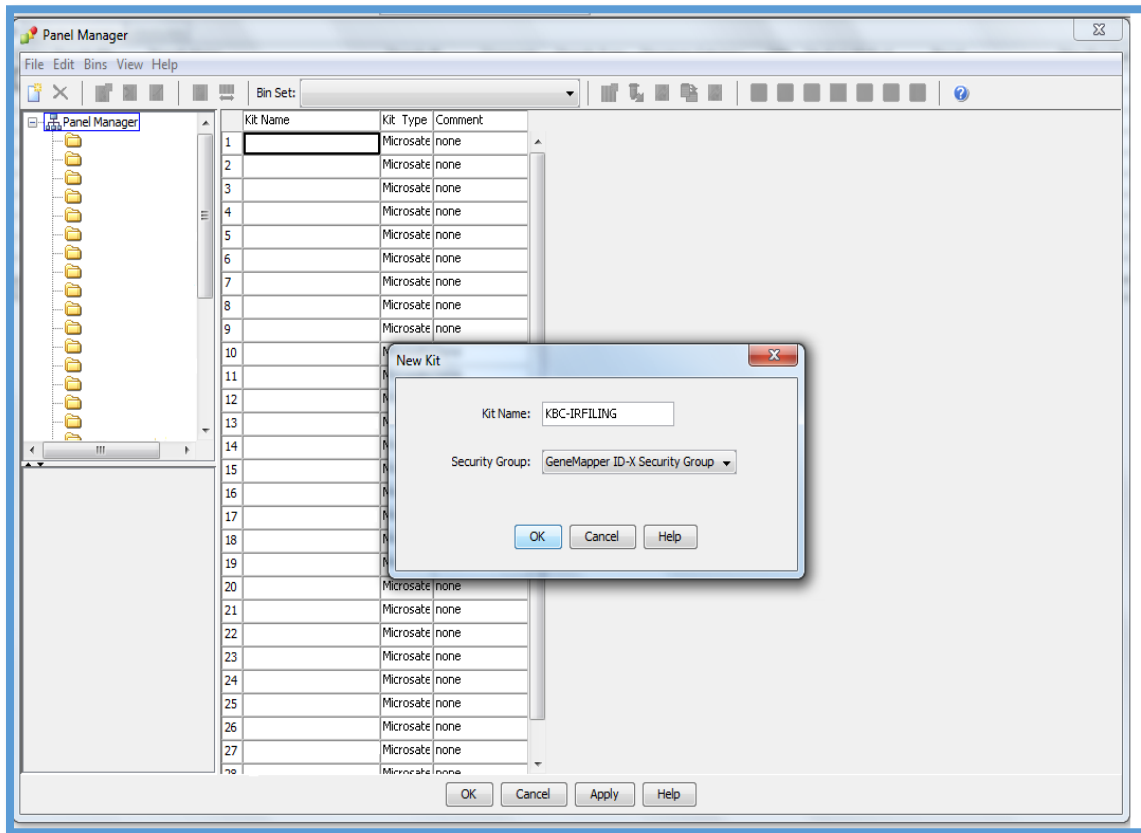 Panel Manager
File Edit Bins View Help
Bin Set:
Panel Manager
Kit Name Kit Type Comment
1 Microsate none
2 Microsate none
3 Microsate none
4 Microsate none
5 Microsate none
6 Microsate none
7 Microsate none
8 Microsate none
9 Microsate none
10
11
12
13
14
15
16
17
18
19
20 Microsate none
21 Microsate none
22 Microsate none
23 Microsate none
24 Microsate none
25 Microsate none
26 Microsate none
27 Microsate none
28 Microsate none
New Kit
Kit Name: KBC-IRFILING
Security Group: GeneMapper ID-X Security Group
OK Cancel Help
OK Cancel Apply Help